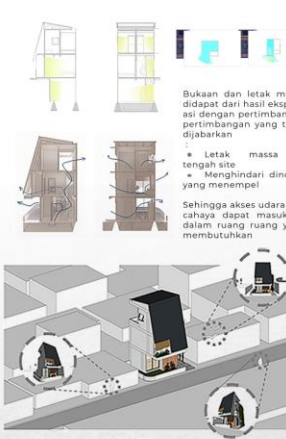 Bukaan dan letak m
didapat dari hasil eksp
asi dengan pertimban
pertimbangan yang t
dijabarkan
:
● Letak massa
tengah site
● Menghindari dind
yang menempel
Sehingga akses udara
cahaya dapat masuk
dalam ruang ruang y
membutuhkan